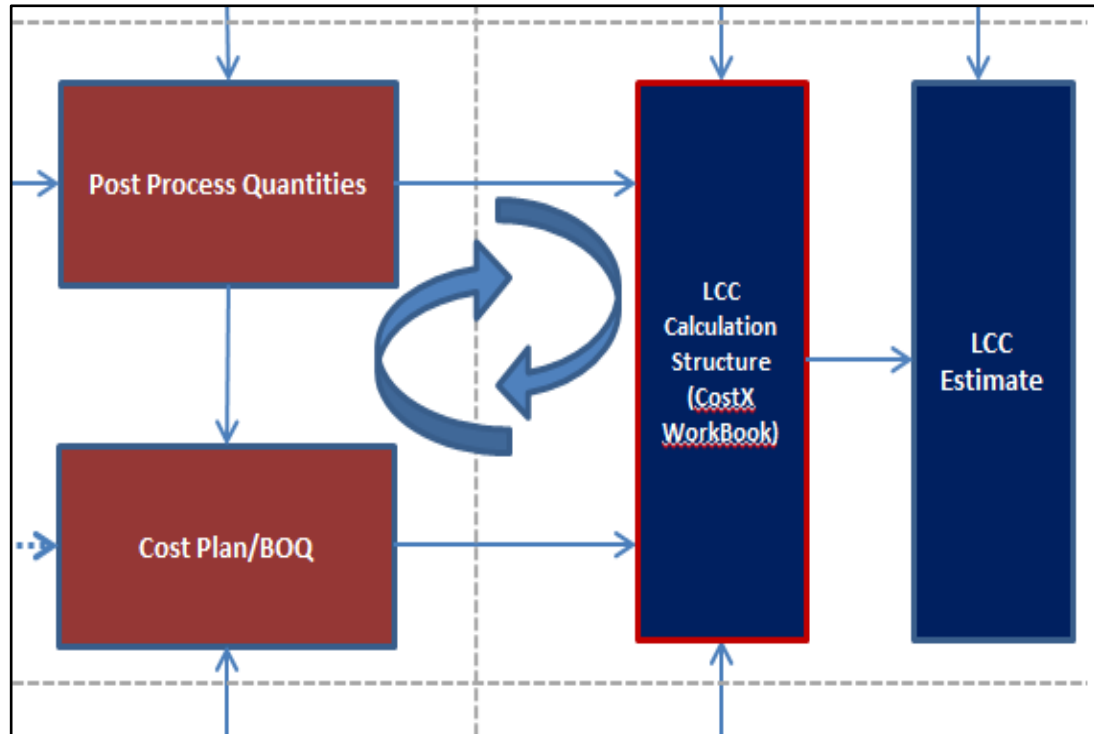 Post Process Quantities
LCC
Calculation
Structure
(CostX
WorkBook)
LCC
Estimate
Cost Plan/BOQ